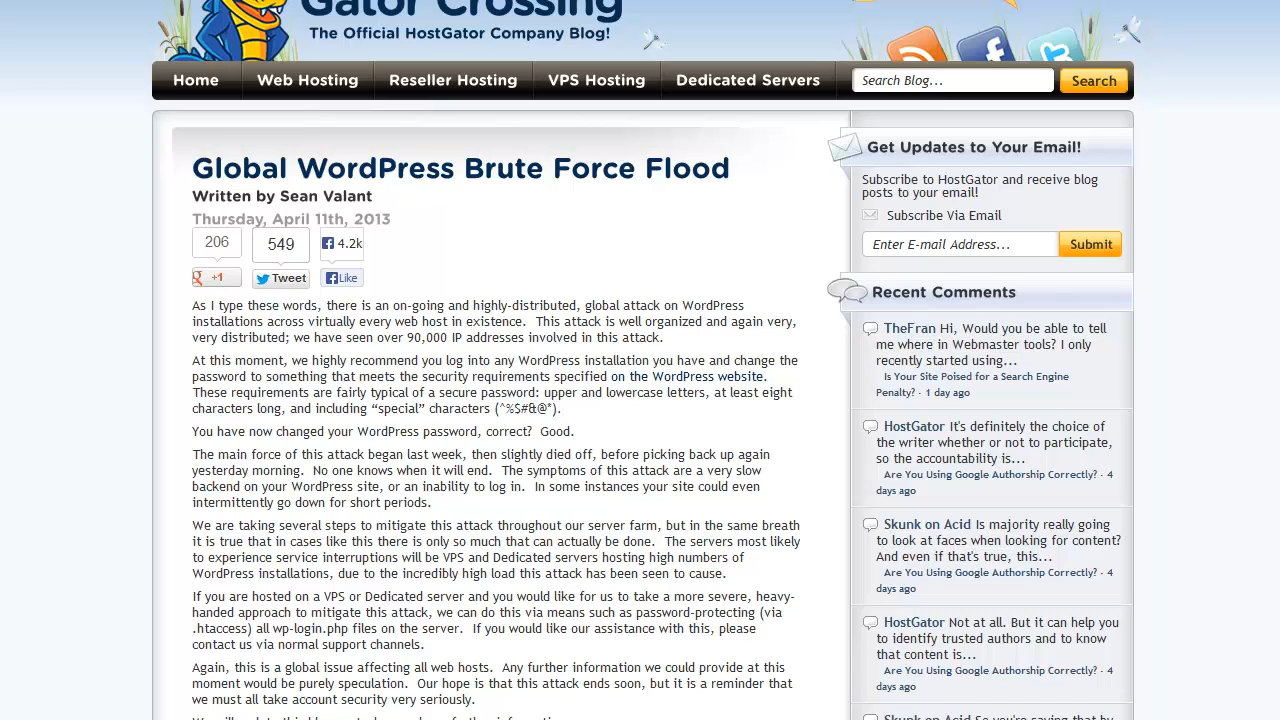 Gator Crossing
The Official HostGator Company Blog!
Home
Web Hosting
Reseller Hosting
VPS Hosting
Dedicated Servers
Search Blog...
Search
Global WordPress Brute Force Flood
Written by Sean Valant
Thursday, April 11th, 2013
206
549
4.2k
+1
Tweet
Like
As I type these words, there is an on-going and highly-distributed, global attack on WordPress
installations across virtually every web host in existence.  This attack is well organized and again very,
very distributed; we have seen over 90,000 IP addresses involved in this attack.
At this moment, we highly recommend you log into any WordPress installation you have and change the
password to something that meets the security requirements specified on the WordPress website.
These requirements are fairly typical of a secure password: upper and lowercase letters, at least eight
characters long, and including “special” characters (^%$#&@*).
You have now changed your WordPress password, correct?  Good.
The main force of this attack began last week, then slightly died off, before picking back up again
yesterday morning.  No one knows when it will end.  The symptoms of this attack are a very slow
backend on your WordPress site, or an inability to log in.  In some instances your site could even
intermittently go down for short periods.
We are taking several steps to mitigate this attack throughout our server farm, but in the same breath
it is true that in cases like this there is only so much that can actually be done.  The servers most likely
to experience service interruptions will be VPS and Dedicated servers hosting high numbers of
WordPress installations, due to the incredibly high load this attack has been seen to cause.
If you are hosted on a VPS or Dedicated server and you would like for us to take a more severe, heavy-
handed approach to mitigate this attack, we can do this via means such as password-protecting (via
.htaccess) all wp-login.php files on the server.  If you would like our assistance with this, please
contact us via normal support channels.
Again, this is a global issue affecting all web hosts.  Any further information we could provide at this
moment would be purely speculation.  Our hope is that this attack ends soon, but it is a reminder that
we must all take account security very seriously.
Get Updates to Your Email!
Subscribe to HostGator and receive blog
posts to your email!
Subscribe Via Email
Enter E-mail Address...
Submit
Recent Comments
TheFran Hi, Would you be able to tell
me where in Webmaster tools? I only
recently started using...
Is Your Site Poised for a Search Engine
Penalty? · 1 day ago
HostGator It's definitely the choice of
the writer whether or not to participate,
so the accountability is...
Are You Using Google Authorship Correctly? · 4
days ago
Skunk on Acid Is majority really going
to look at faces when looking for content?
And even if that's true, this...
Are You Using Google Authorship Correctly? · 4
days ago
HostGator Not at all. But it can help you
to identify trusted authors and to know
that content is...
Are You Using Google Authorship Correctly? · 4
days ago
Skunk on Acid So you're saying that by